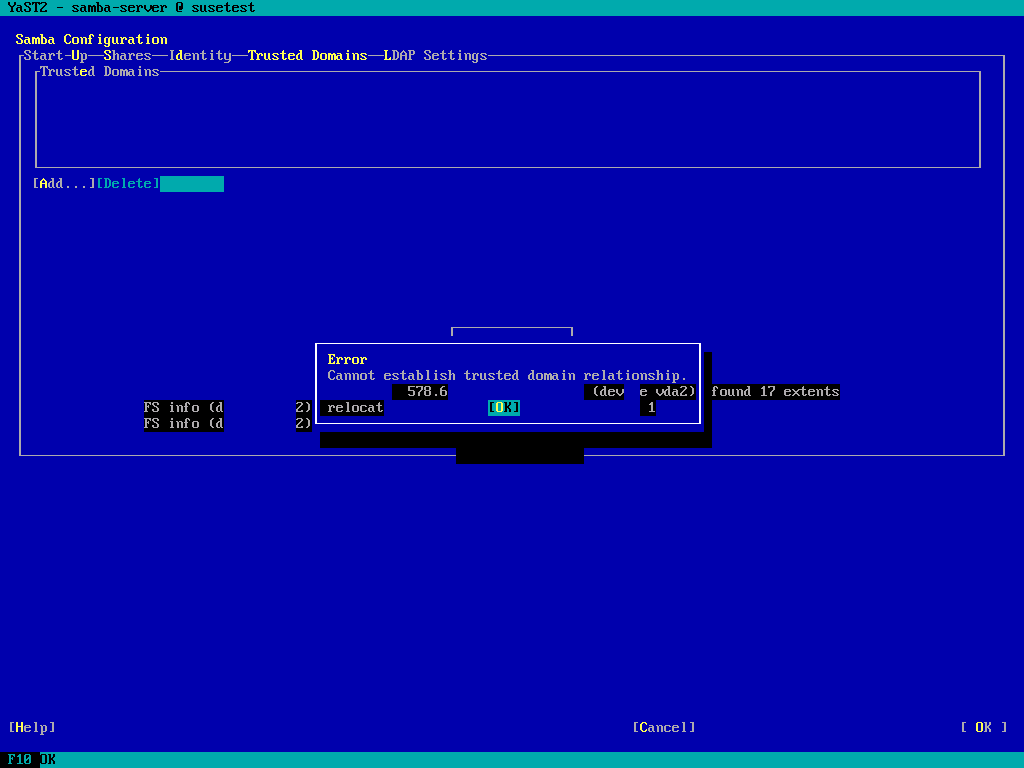 YaST2 - samba-server @ susetest
Samba Configuration
Start-Up Shares Identity Trusted Domains LDAP Settings
Trusted Domains
[Add...][Delete]
Error
Cannot establish trusted domain relationship.
578.6 (dev e vda2) found 17 extents
FS info (d 2) relocat [OK] 1
FS info (d 2)
[Help] [Cancel] [ OK ]
F10 OK